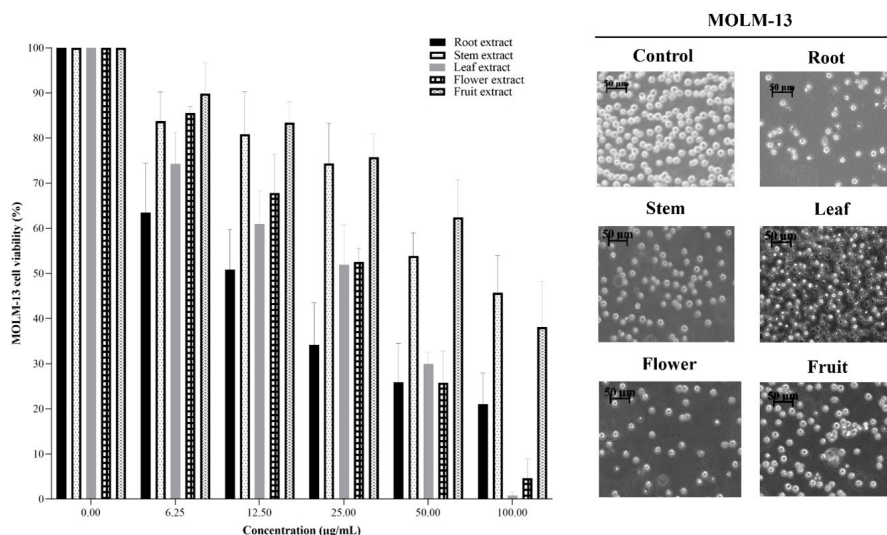 MOLM-13
Root extract
Stem extract
Leaf extract
Flower extract
Fruit extract
100
90
80
70
60
50
40
30
20
10
0
MOLM-13 cell viability (%)
0.00 6.25 12.50 25.00 50.00 100.00
Concentration (µg/mL)
Control Root
50 µm 50 µm
Stem Leaf
50 µm 50 µm
Flower Fruit
50 µm 50 µm